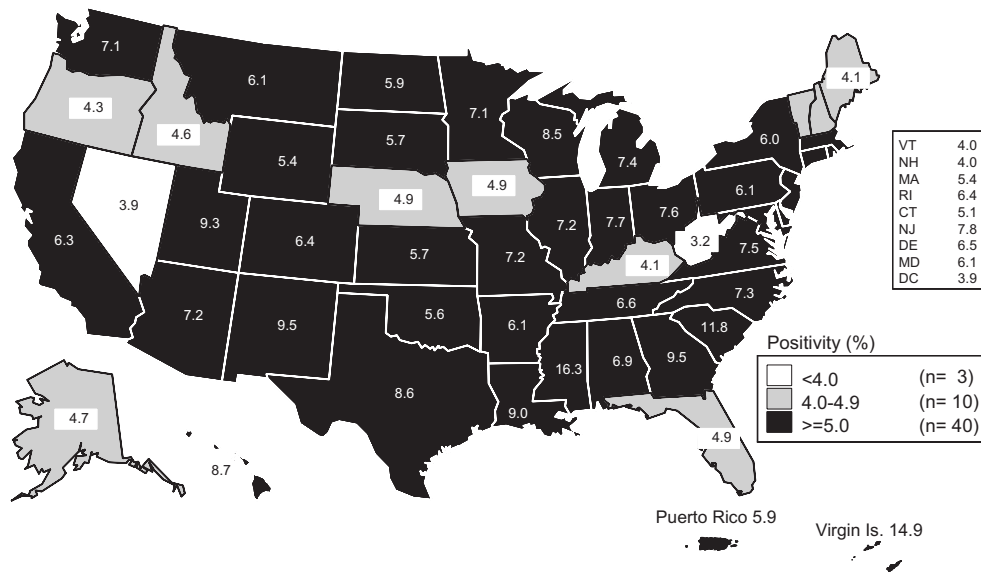 7.1
6.1
5.9
7.1
4.1
4.3
4.6
5.7
8.5
7.4
6.0
5.4
4.9
4.9
6.1
3.9
9.3
6.4
5.7
7.2
7.2
7.7
7.6
3.2
7.5
6.3
4.1
7.2
9.5
5.6
6.1
6.6
7.3
11.8
8.6
9.0
16.3
6.9
9.5
4.9
4.7
8.7
VT 4.0
NH 4.0
MA 5.4
RI 6.4
CT 5.1
NJ 7.8
DE 6.5
MD 6.1
DC 3.9
Positivity (%)
<4.0 (n= 3)
4.0-4.9 (n= 10)
>=5.0 (n= 40)
Puerto Rico 5.9
Virgin Is. 14.9